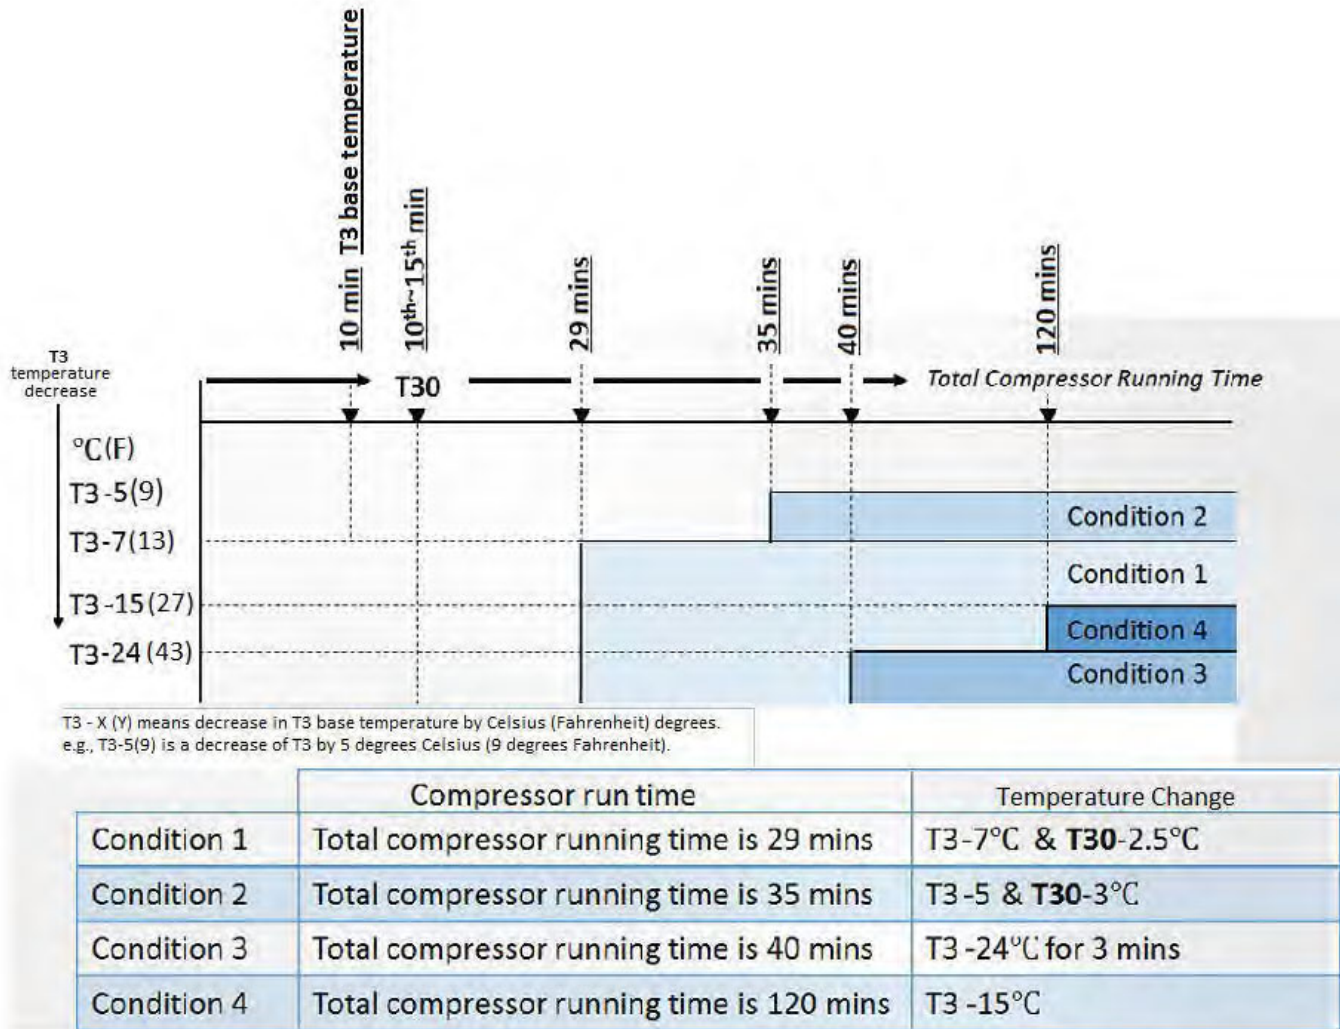 10 min T3 base temperature
10th~15th min
29 mins
35 mins
40 mins
120 mins
T3
temperature
decrease
T30
Total Compressor Running Time
°C(F)
T3 -5(9)
T3-7(13)
T3 -15(27)
T3-24(43)
Condition 2
Condition 1
Condition 4
Condition 3
T3 - X (Y) means decrease in T3 base temperature by Celsius (Fahrenheit) degrees.
e.g., T3-5(9) is a decrease of T3 by 5 degrees Celsius (9 degrees Fahrenheit).
Compressor run time Temperature Change
Condition 1 Total compressor running time is 29 mins T3-7°C & T30-2.5°C
Condition 2 Total compressor running time is 35 mins T3-5 & T30-3°C
Condition 3 Total compressor running time is 40 mins T3 -24°C for 3 mins
Condition 4 Total compressor running time is 120 mins T3 -15°C